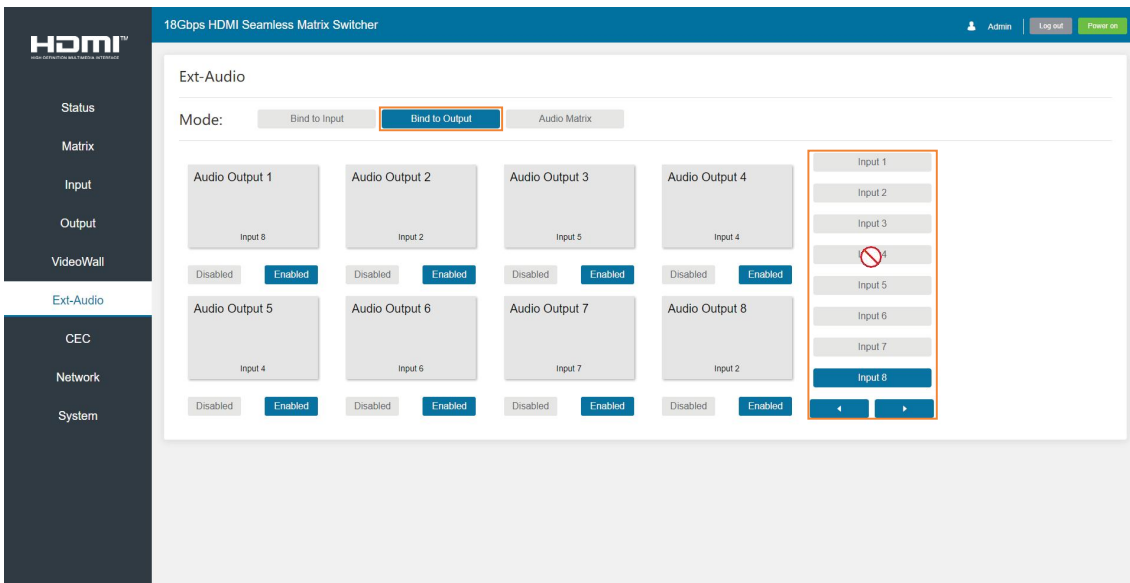 HDMI™
HIGH DEFINITION MULTIMEDIA INTERFACE
18Gbps HDMI Seamless Matrix Switcher
Admin
Log out
Power on
Status
Matrix
Input
Output
VideoWall
Ext-Audio
CEC
Network
System
Ext-Audio
Mode:
Bind to Input
Bind to Output
Audio Matrix
Audio Output 1
Input 8
Disabled
Enabled
Audio Output 2
Input 2
Disabled
Enabled
Audio Output 3
Input 5
Disabled
Enabled
Audio Output 4
Input 4
Disabled
Enabled
Audio Output 5
Input 4
Disabled
Enabled
Audio Output 6
Input 6
Disabled
Enabled
Audio Output 7
Input 7
Disabled
Enabled
Audio Output 8
Input 2
Disabled
Enabled
Input 1
Input 2
Input 3
4
Input 5
Input 6
Input 7
Input 8